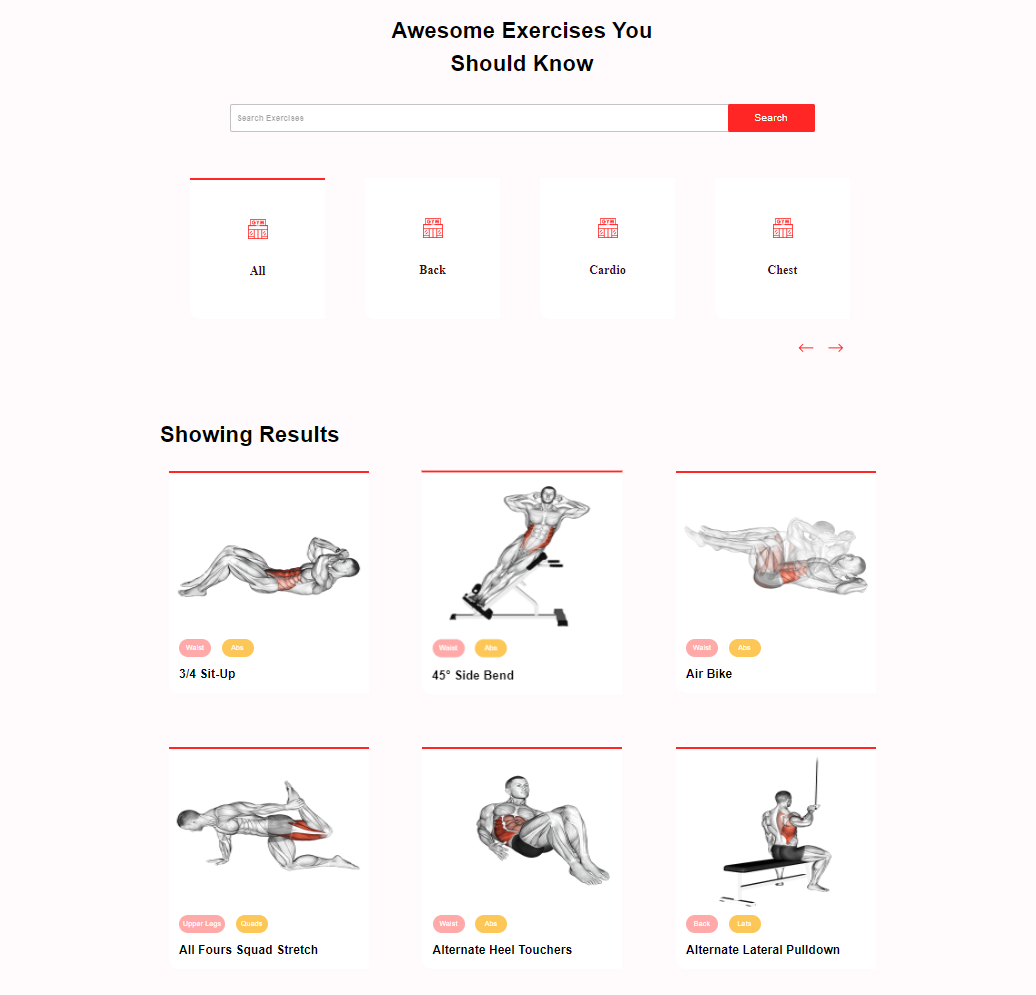 Awesome Exercises You
Should Know
Search Exercises
Search
GYM
GYM
GYM
GYM
All
Back
Cardio
Chest
Showing Results
Waist
Abs
3/4 Sit-Up
Waist
Abs
45° Side Bend
Waist
Abs
Air Bike
Upper Legs
Quads
All Fours Squad Stretch
Waist
Abs
Alternate Heel Touchers
Back
Lats
Alternate Lateral Pulldown